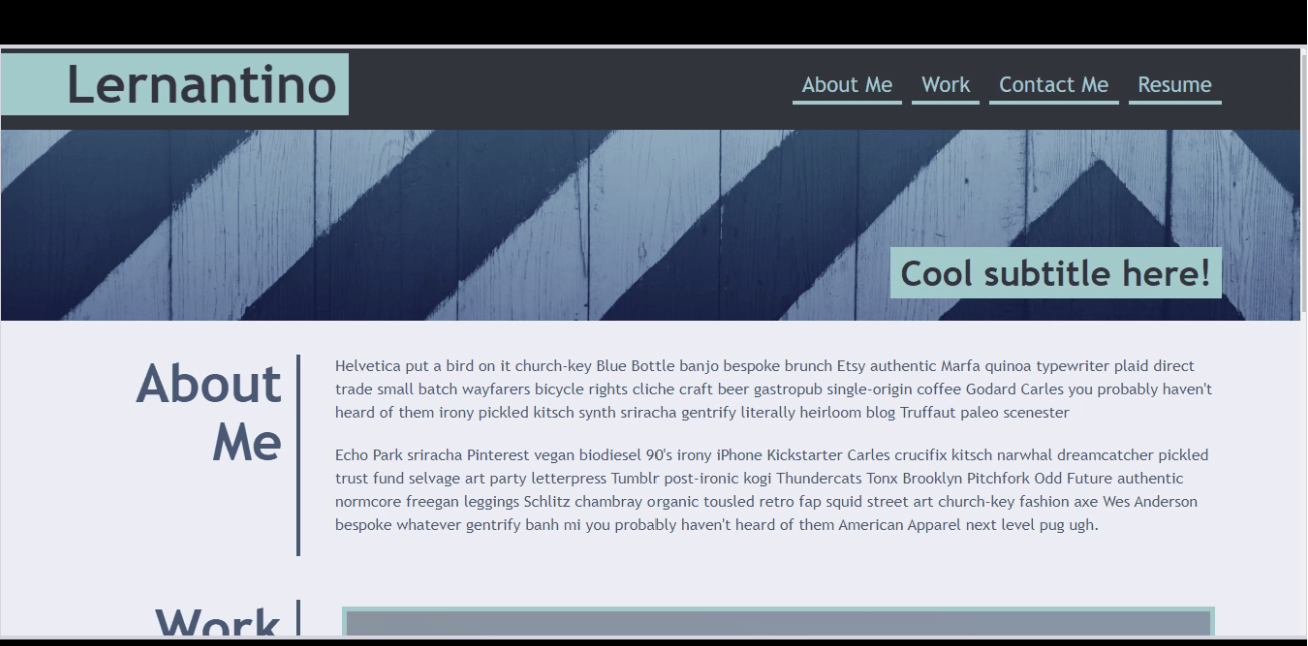 Lernantino
About Me Work Contact Me Resume
Cool subtitle here!
About
Me
Helvetica put a bird on it church-key Blue Bottle banjo bespoke brunch Etsy authentic Marfa quinoa typewriter plaid direct
trade small batch wayfarers bicycle rights cliche craft beer gastropub single-origin coffee Godard Carles you probably haven't
heard of them irony pickled kitsch synth sriracha gentrify literally heirloom blog Truffaut paleo scenester
Echo Park sriracha Pinterest vegan biodiesel 90's irony iPhone Kickstarter Carles crucifix kitsch narwhal dreamcatcher pickled
trust fund selvage art party letterpress Tumblr post-ironic kogi Thundercats Tonx Brooklyn Pitchfork Odd Future authentic
normcore freegan leggings Schlitz chambray organic tousled retro fap squid street art church-key fashion axe Wes Anderson
bespoke whatever gentrify banh mi you probably haven't heard of them American Apparel next level pug ugh.
Work